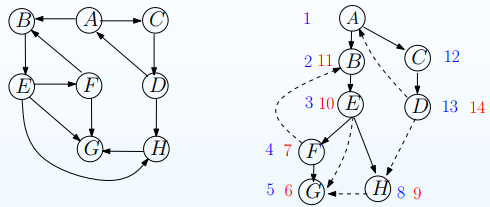 B A C
E F D
G H
1 A
2 11 B C 12
3 10 E D 13 14
4 7 F
5 6 G H 8 9